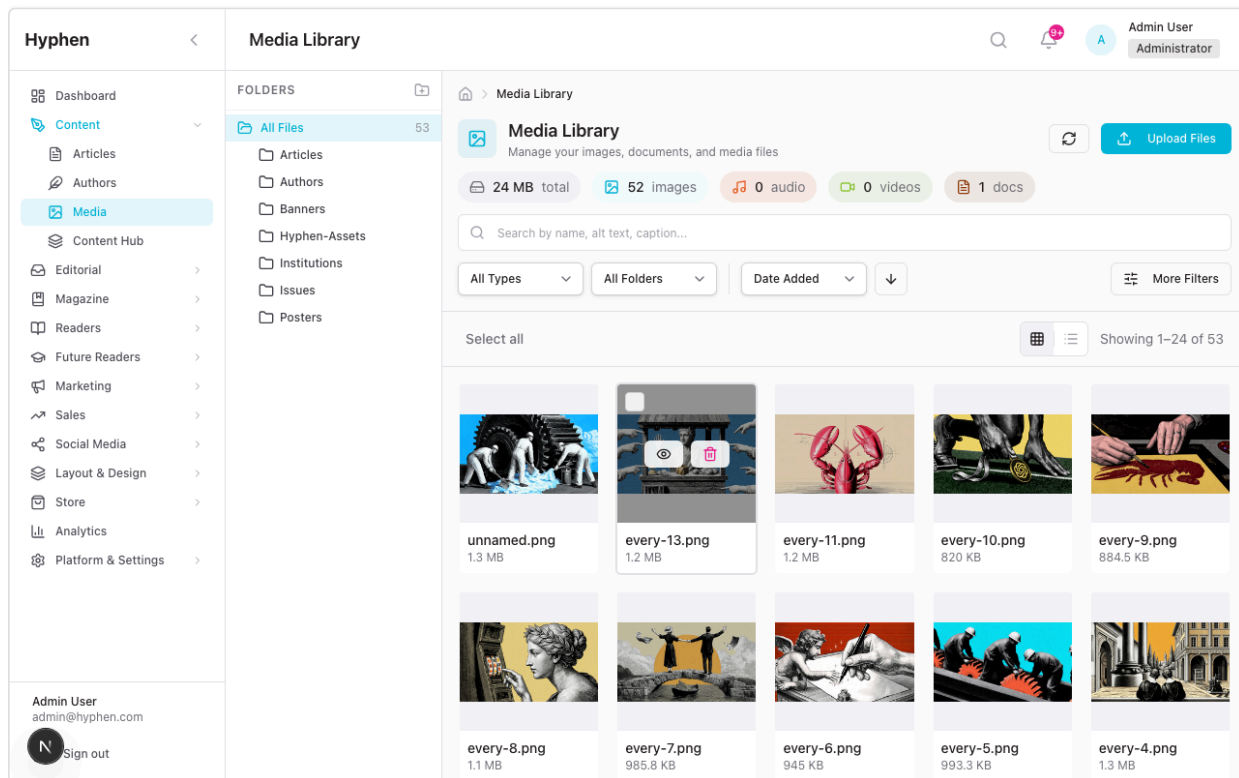 Hyphen
Media Library
9+
A
Admin User
Administrator
Dashboard
Content
Articles
Authors
Media
Content Hub
Editorial
Magazine
Readers
Future Readers
Marketing
Sales
Social Media
Layout & Design
Store
Analytics
Platform & Settings
Admin User
admin@hyphen.com
N
Sign out
FOLDERS
All Files 53
Articles
Authors
Banners
Hyphen-Assets
Institutions
Issues
Posters
Media Library
Media Library
Manage your images, documents, and media files
Upload Files
24 MB total 52 images 0 audio 0 videos 1 docs
Search by name, alt text, caption...
All Types All Folders Date Added More Filters
Select all Showing 1–24 of 53
unnamed.png every-13.png every-11.png every-10.png every-9.png
1.3 MB 1.2 MB 1.2 MB 820 KB 884.5 KB
every-8.png every-7.png every-6.png every-5.png every-4.png
1.1 MB 985.8 KB 945 KB 993.3 KB 1.3 MB